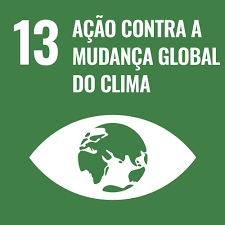 13 AÇÃO CONTRA A
MUDANÇA GLOBAL
DO CLIMA